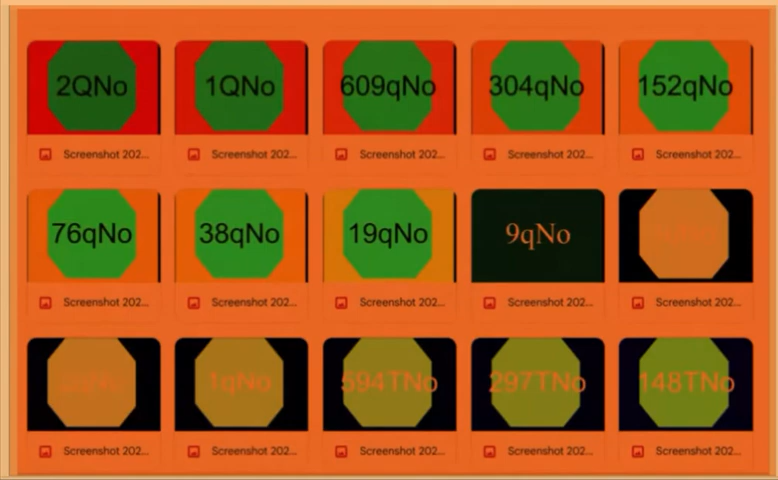 2QNo 1QNo 609qNo 304qNo 152qNo
Screenshot 202... Screenshot 202... Screenshot 202... Screenshot 202... Screenshot 202...
76qNo 38qNo 19qNo 9qNo
Screenshot 202... Screenshot 202... Screenshot 202... Screenshot 202... Screenshot 202...
1qNo 594TNo 297TNo 148TNo
Screenshot 202... Screenshot 202... Screenshot 202... Screenshot 202... Screenshot 202...